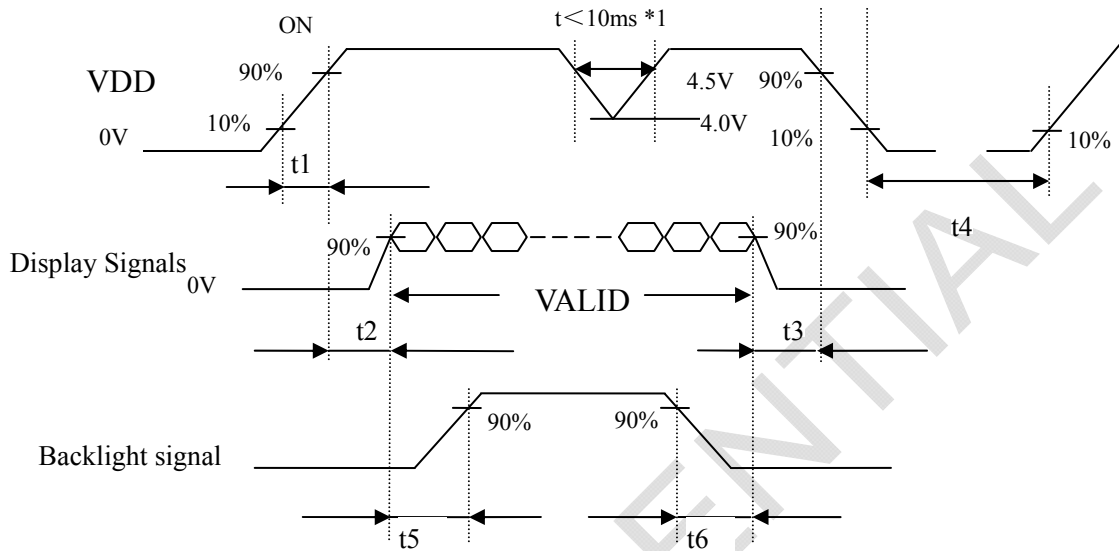 t<10ms *1
ON
90%
VDD
4.5V
90%
0V
10%
4.0V
10%
10%
t1
t4
90%
90%
Display Signals
0V
VALID
t2
t3
90%
90%
Backlight signal
t5
t6
ENTIAL